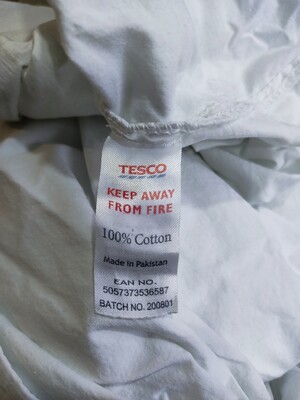 TESCO
KEEP AWAY
FROM FIRE
100% Cotton
Made in Pakistan
EAN NO.
5057373536587
BATCH NO. 200801